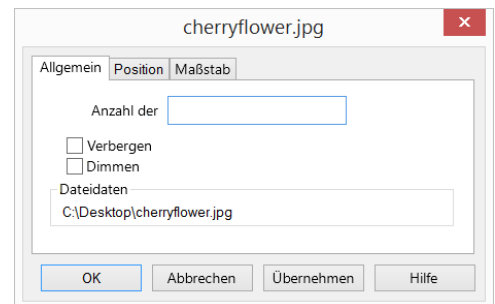 cherryflower.jpg
Allgemein Position Maßstab
Anzahl der
Verbergen
Dimmen
Dateidaten
C:\Desktop\cherryflower.jpg
OK Abbrechen Übernehmen Hilfe